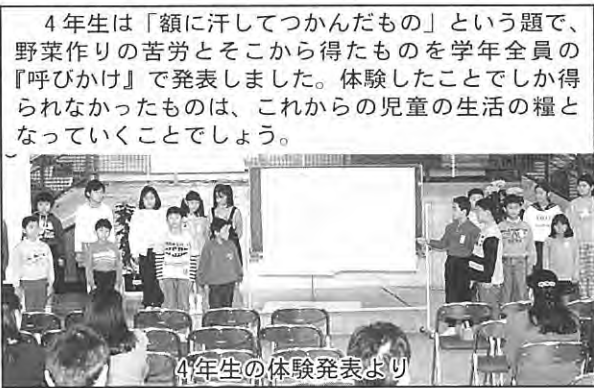 ４年生は「額に汗してつかんだもの」という題で、
野菜作りの苦労とそこから得たものを学年全員の
『呼びかけ』で発表しました。体験したことでしか得
られなかったものは、これからの児童の生活の糧と
なっていくことでしょう。
４年生の体験発表より